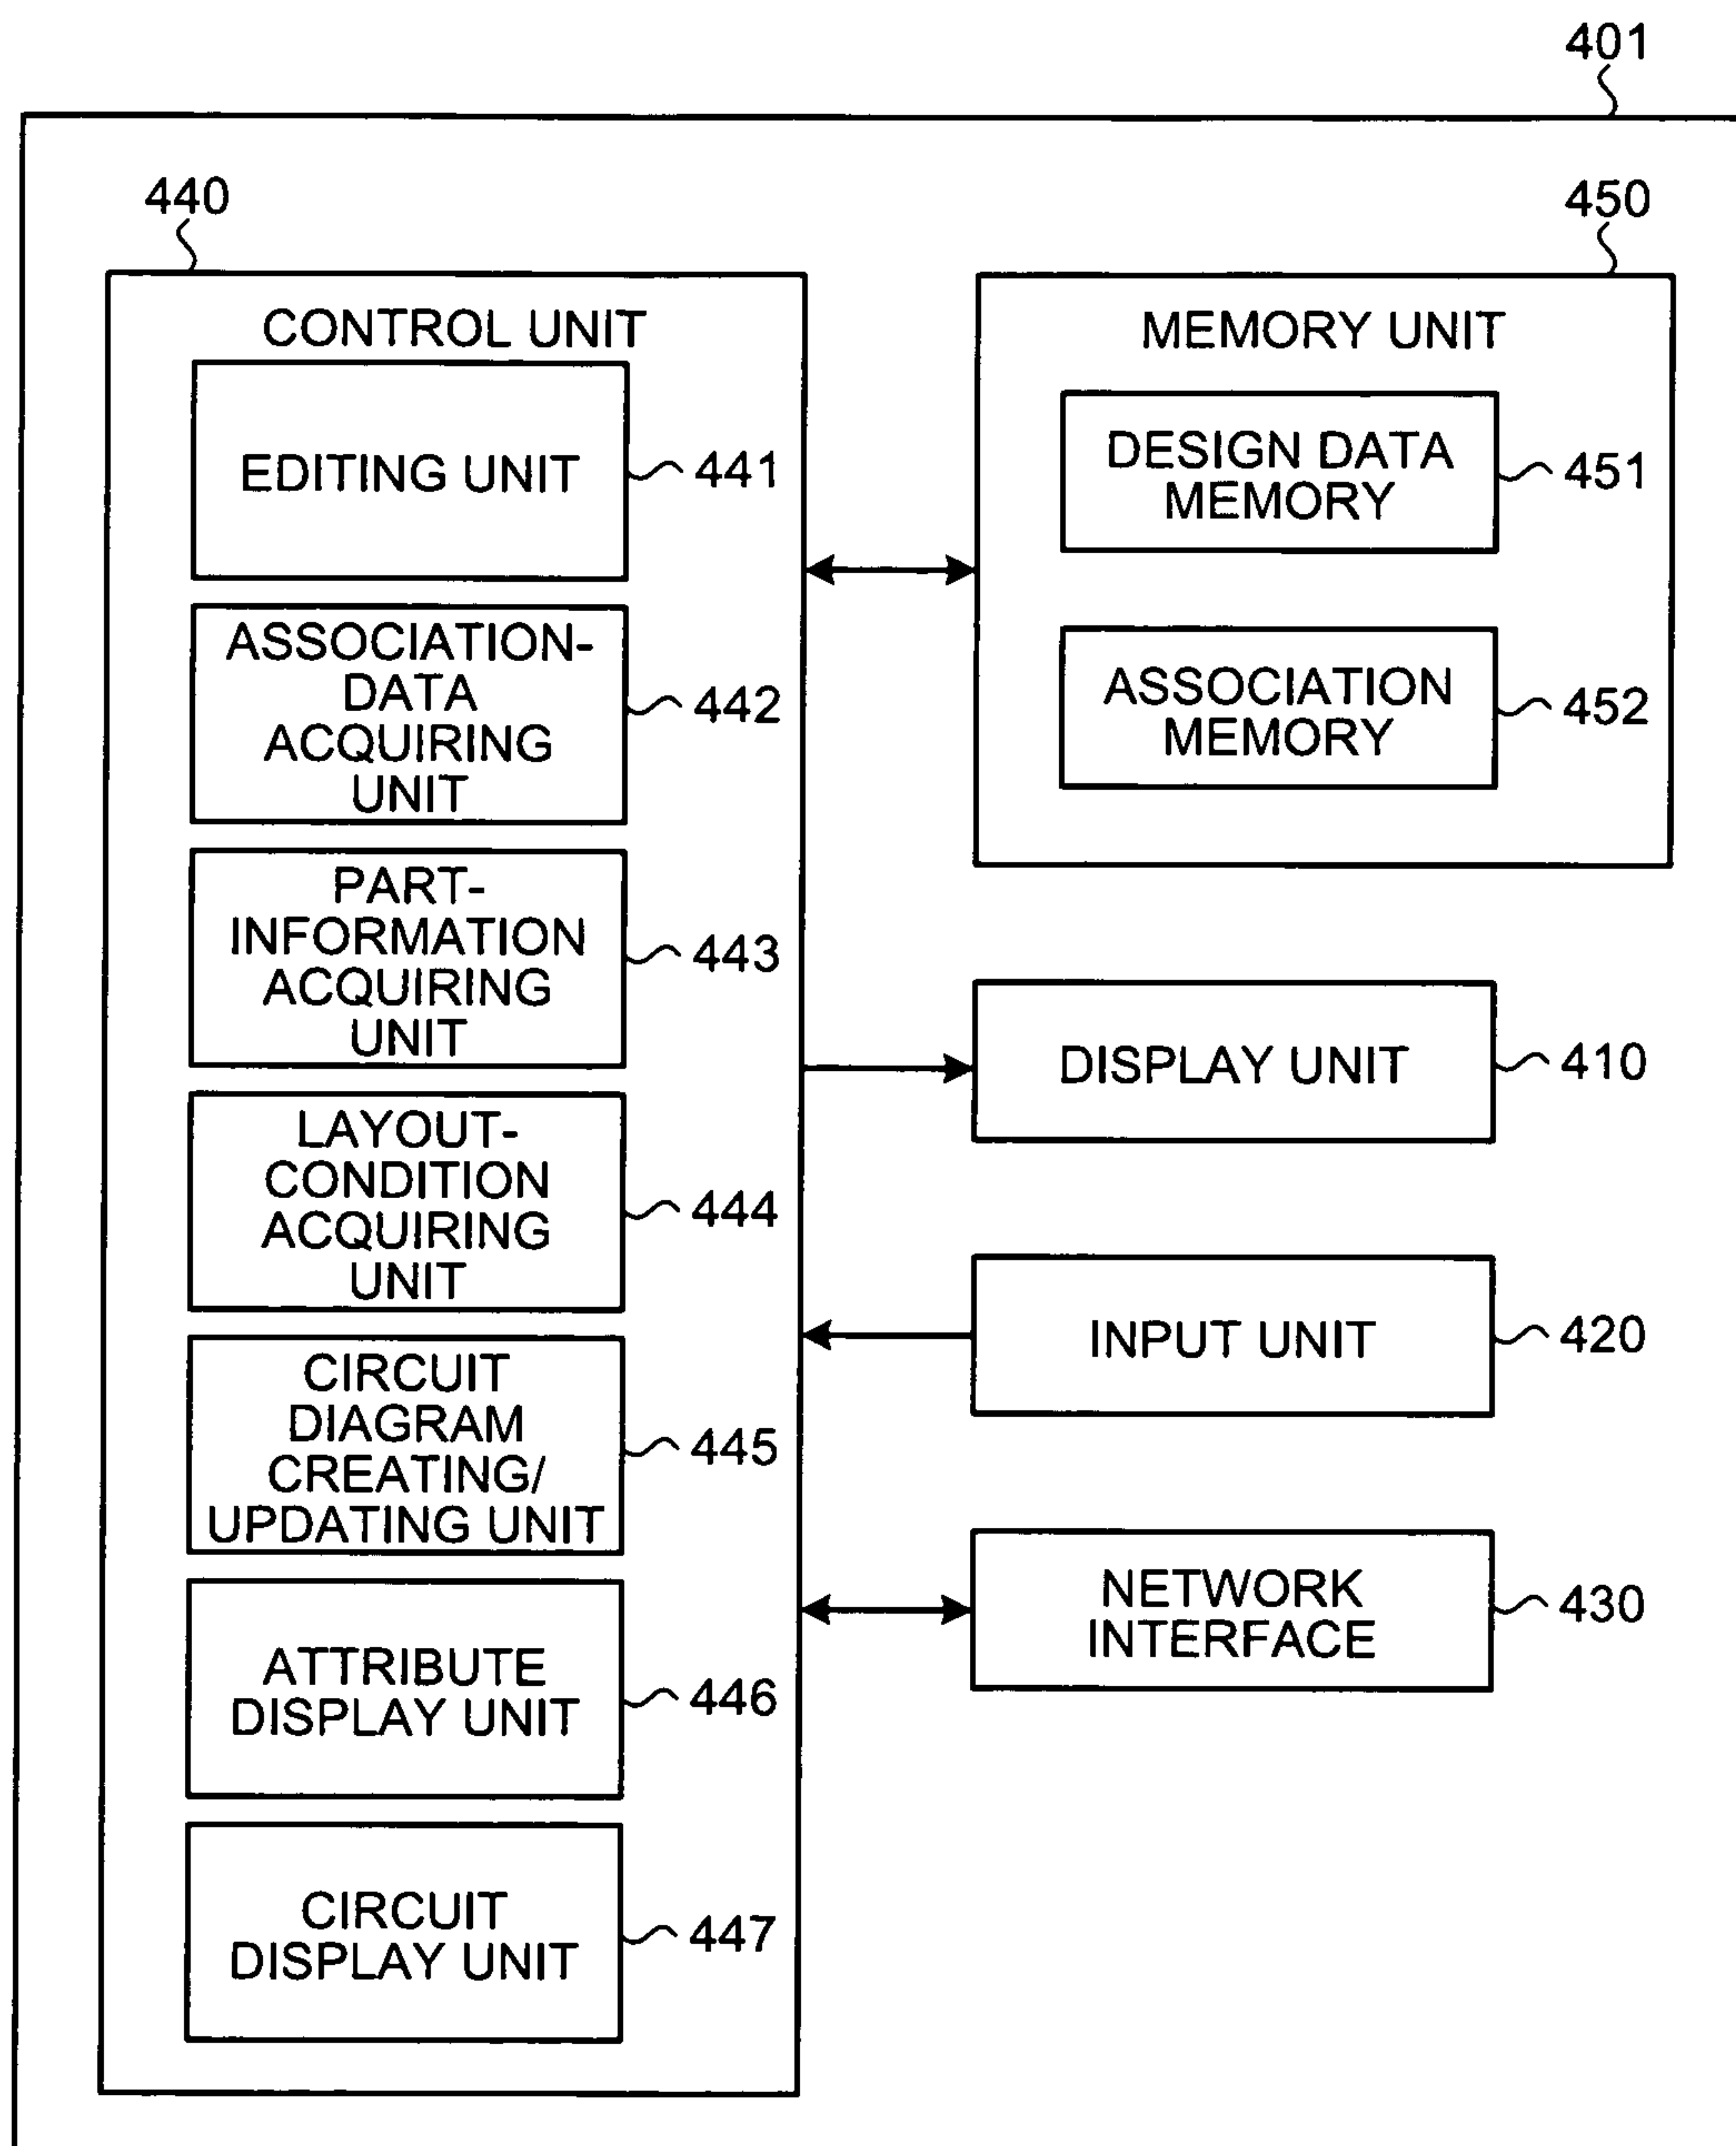 401
440
CONTROL UNIT
EDITING UNIT
441
ASSOCIATION-
DATA
ACQUIRING
UNIT
442
PART-
INFORMATION
ACQUIRING
UNIT
443
LAYOUT-
CONDITION
ACQUIRING
UNIT
444
CIRCUIT
DIAGRAM
CREATING/
UPDATING UNIT
445
ATTRIBUTE
DISPLAY UNIT
446
CIRCUIT
DISPLAY UNIT
447
450
MEMORY UNIT
DESIGN DATA
MEMORY
451
ASSOCIATION
MEMORY
452
DISPLAY UNIT
410
INPUT UNIT
420
NETWORK
INTERFACE
430